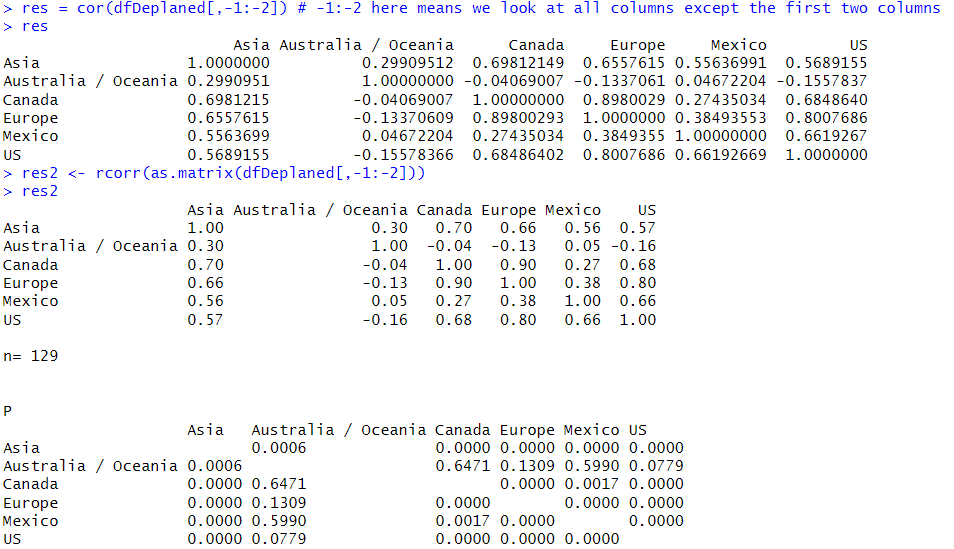 > res = cor(dfDeplaned[,-1:-2]) # -1:-2 here means we look at all columns except the first two columns
> res
Asia Australia / Oceania Canada Europe Mexico US
Asia 1.0000000 0.29909512 0.69812149 0.6557615 0.55636991 0.5689155
Australia / Oceania 0.2990951 1.00000000 -0.04069007 -0.1337061 0.04672204 -0.1557837
Canada 0.6981215 -0.04069007 1.00000000 0.8980029 0.27435034 0.6848640
Europe 0.6557615 -0.13370609 0.89800293 1.0000000 0.38493553 0.8007686
Mexico 0.5563699 0.04672204 0.27435034 0.3849355 1.00000000 0.6619267
US 0.5689155 -0.15578366 0.68486402 0.8007686 0.66192669 1.0000000
> res2 <- rcorr(as.matrix(dfDeplaned[,-1:-2]))
> res2
Asia Australia / Oceania Canada Europe Mexico US
Asia 1.00 0.30 0.70 0.66 0.56 0.57
Australia / Oceania 0.30 1.00 -0.04 -0.13 0.05 -0.16
Canada 0.70 -0.04 1.00 0.90 0.27 0.68
Europe 0.66 -0.13 0.90 1.00 0.38 0.80
Mexico 0.56 0.05 0.27 0.38 1.00 0.66
US 0.57 -0.16 0.68 0.80 0.66 1.00
n= 129
P
Asia Australia / Oceania Canada Europe Mexico US
Asia 0.0006 0.0000 0.0000 0.0000 0.0000
Australia / Oceania 0.0006 0.6471 0.1309 0.5990 0.0779
Canada 0.0000 0.6471 0.0000 0.0017 0.0000
Europe 0.0000 0.1309 0.0000 0.0000 0.0000
Mexico 0.0000 0.5990 0.0017 0.0000 0.0000
US 0.0000 0.0779 0.0000 0.0000 0.0000